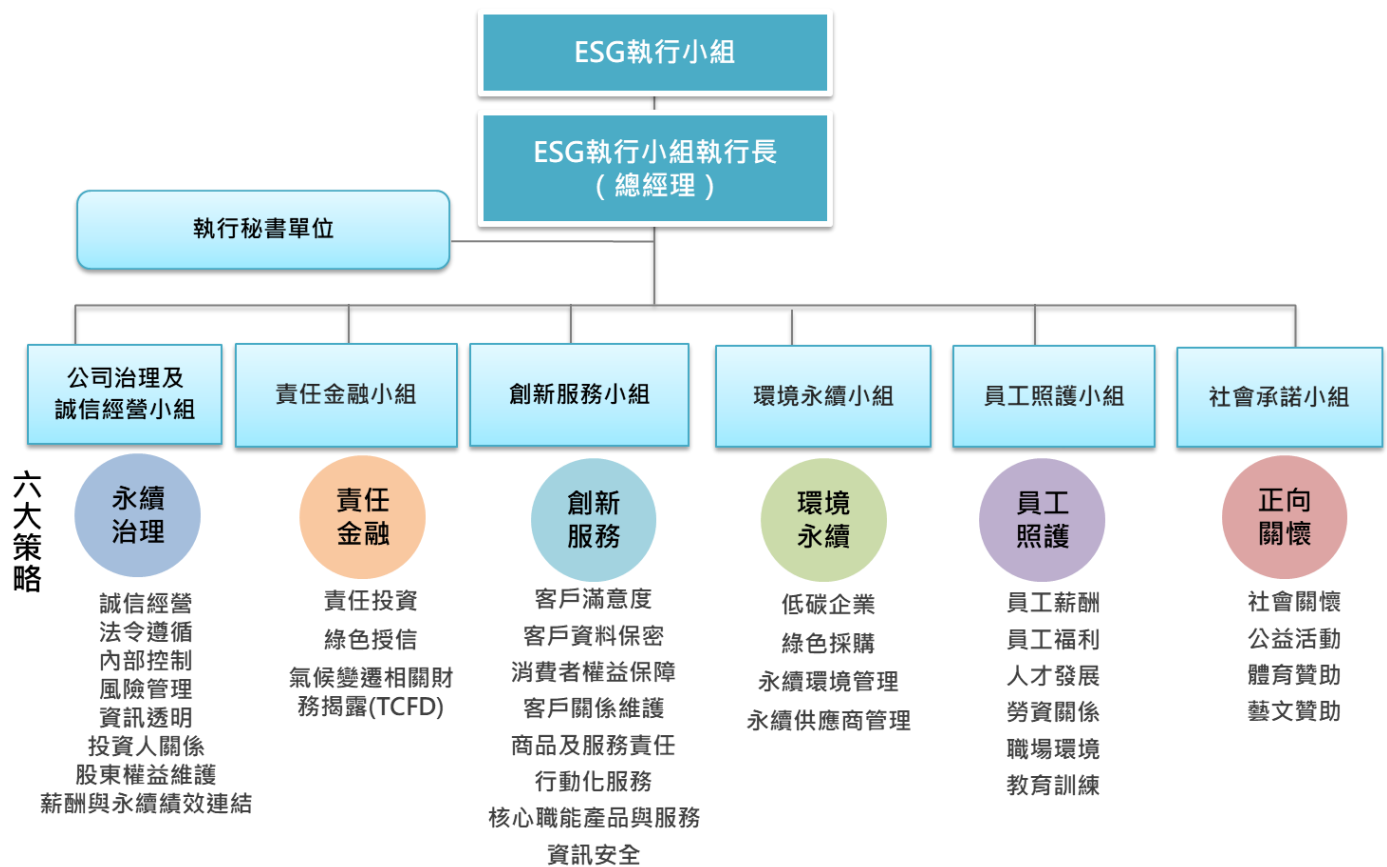 ESG執行小組
ESG執行小組執行長
（總經理）
執行秘書單位
公司治理及
誠信經營小組
責任金融小組
創新服務小組
環境永續小組
員工照護小組
社會承諾小組
六大策略
永續
治理
誠信經營
法令遵循
內部控制
風險管理
資訊透明
投資人關係
股東權益維護
薪酬與永續績效連結
責任
金融
責任投資
綠色授信
氣候變遷相關財
務揭露(TCFD)
創新
服務
客戶滿意度
客戶資料保密
消費者權益保障
客戶關係維護
商品及服務責任
行動化服務
核心職能產品與服務
資訊安全
環境
永續
低碳企業
綠色採購
永續環境管理
永續供應商管理
員工
照護
員工薪酬
員工福利
人才發展
勞資關係
職場環境
教育訓練
正向
關懷
社會關懷
公益活動
體育贊助
藝文贊助